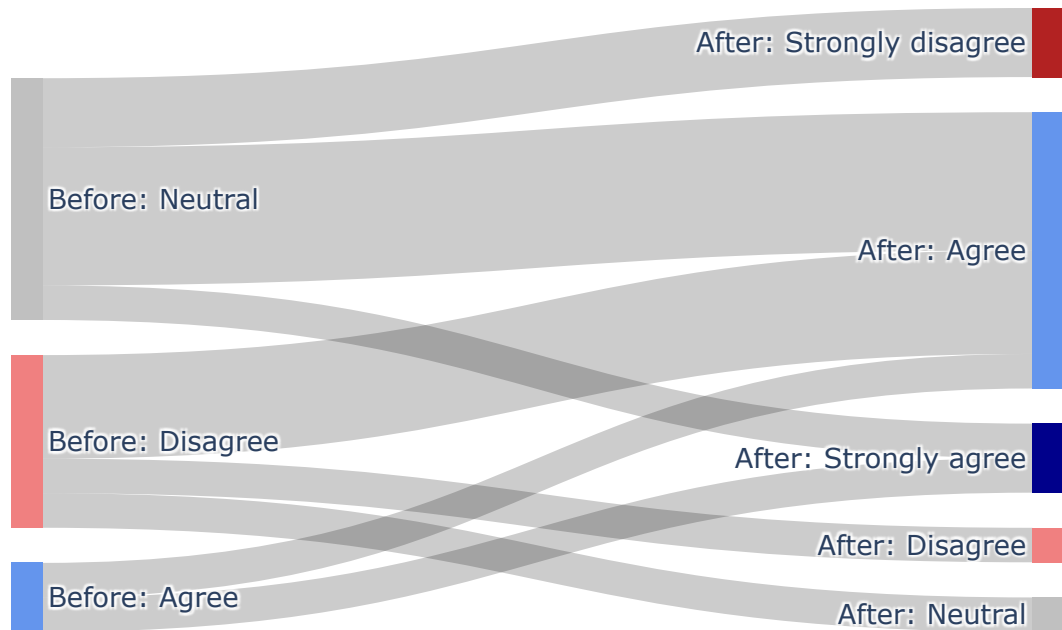 After: Strongly disagree
Before: Neutral
After: Agree
Before: Disagree
After: Strongly agree
After: Disagree
Before: Agree
After: Neutral